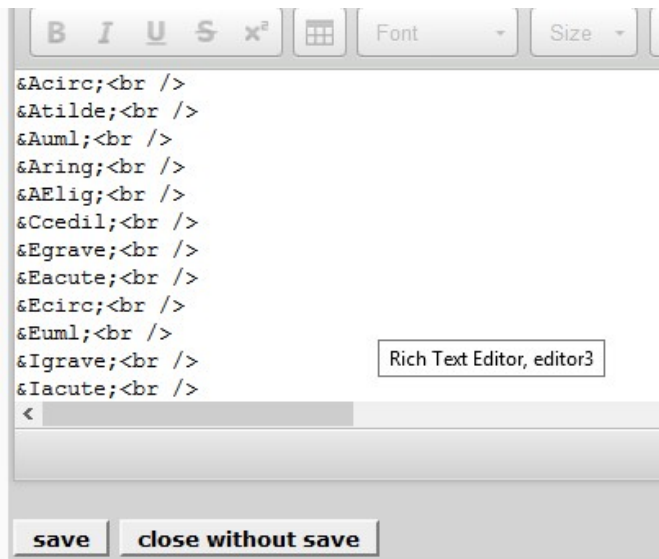 B I U S x² Font Size
&Acirc;<br />
&Atilde;<br />
&Auml;<br />
&Aring;<br />
&AElig;<br />
&Ccedil;<br />
&Egrave;<br />
&Eacute;<br />
&Ecirc;<br />
&Euml;<br />
&Igrave;<br />
Rich Text Editor, editor3
&Iacute;<br />
save close without save